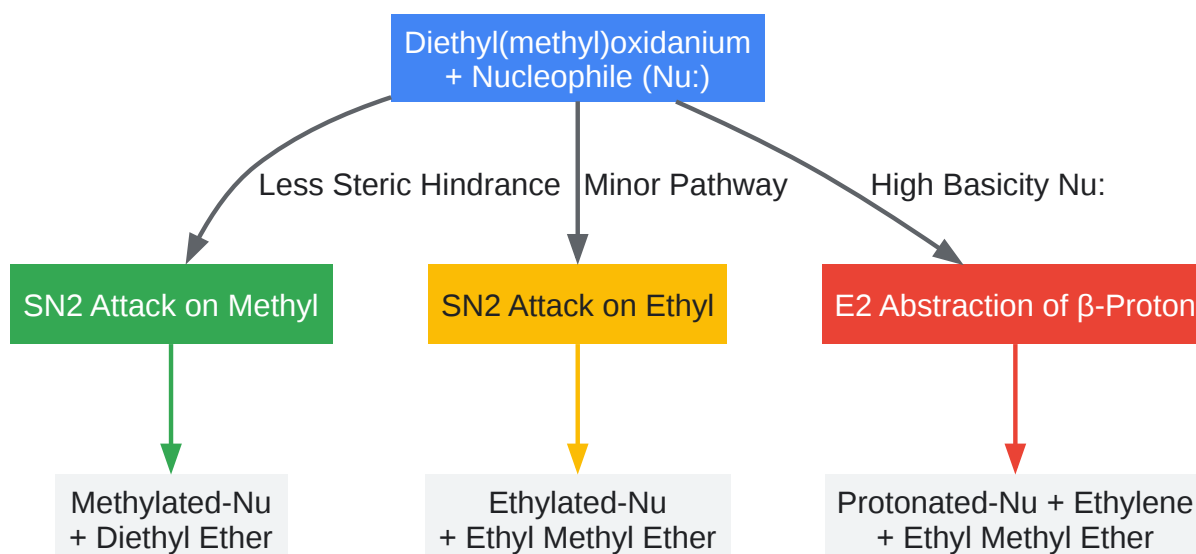 Diethyl(methyl)oxidanium
+ Nucleophile (Nu:)
Less Steric Hindrance
Minor Pathway
High Basicity Nu:
SN2 Attack on Methyl
SN2 Attack on Ethyl
E2 Abstraction of β-Proton
Methylated-Nu
+ Diethyl Ether
Ethylated-Nu
+ Ethyl Methyl Ether
Protonated-Nu + Ethylene
+ Ethyl Methyl Ether